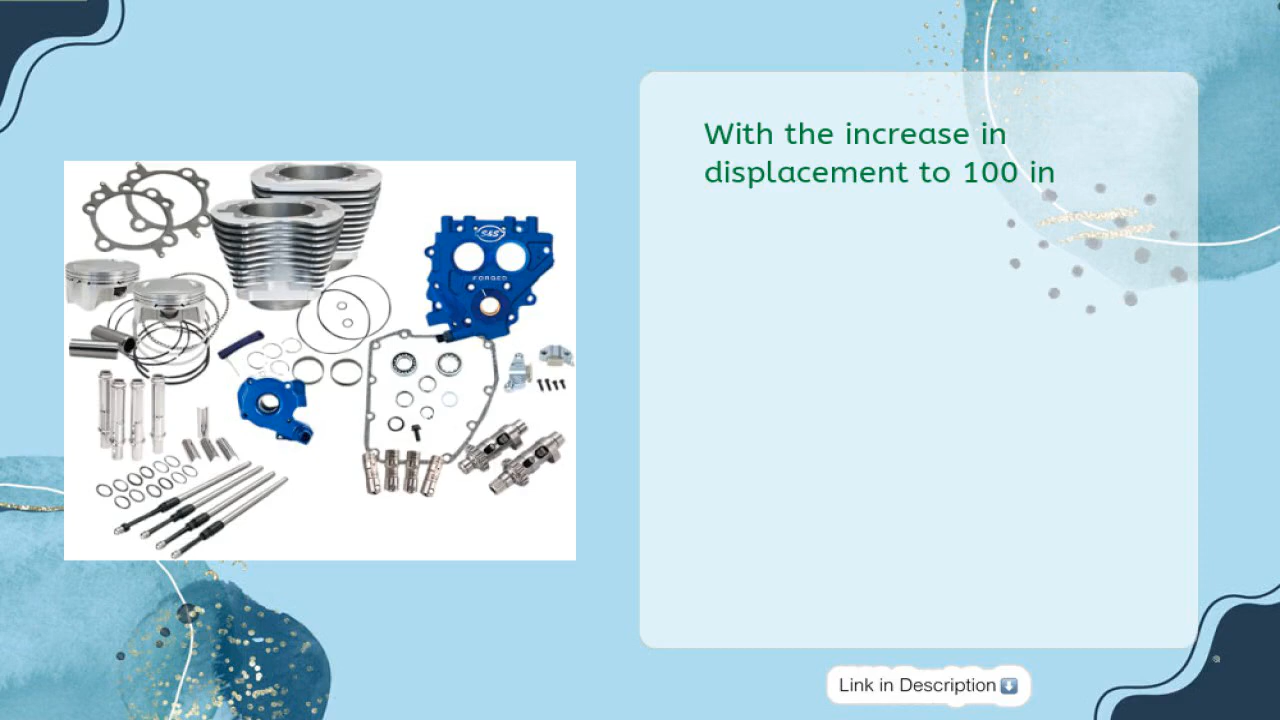 With the increase in
displacement to 100 in
S&S
FORGED
Link in Description